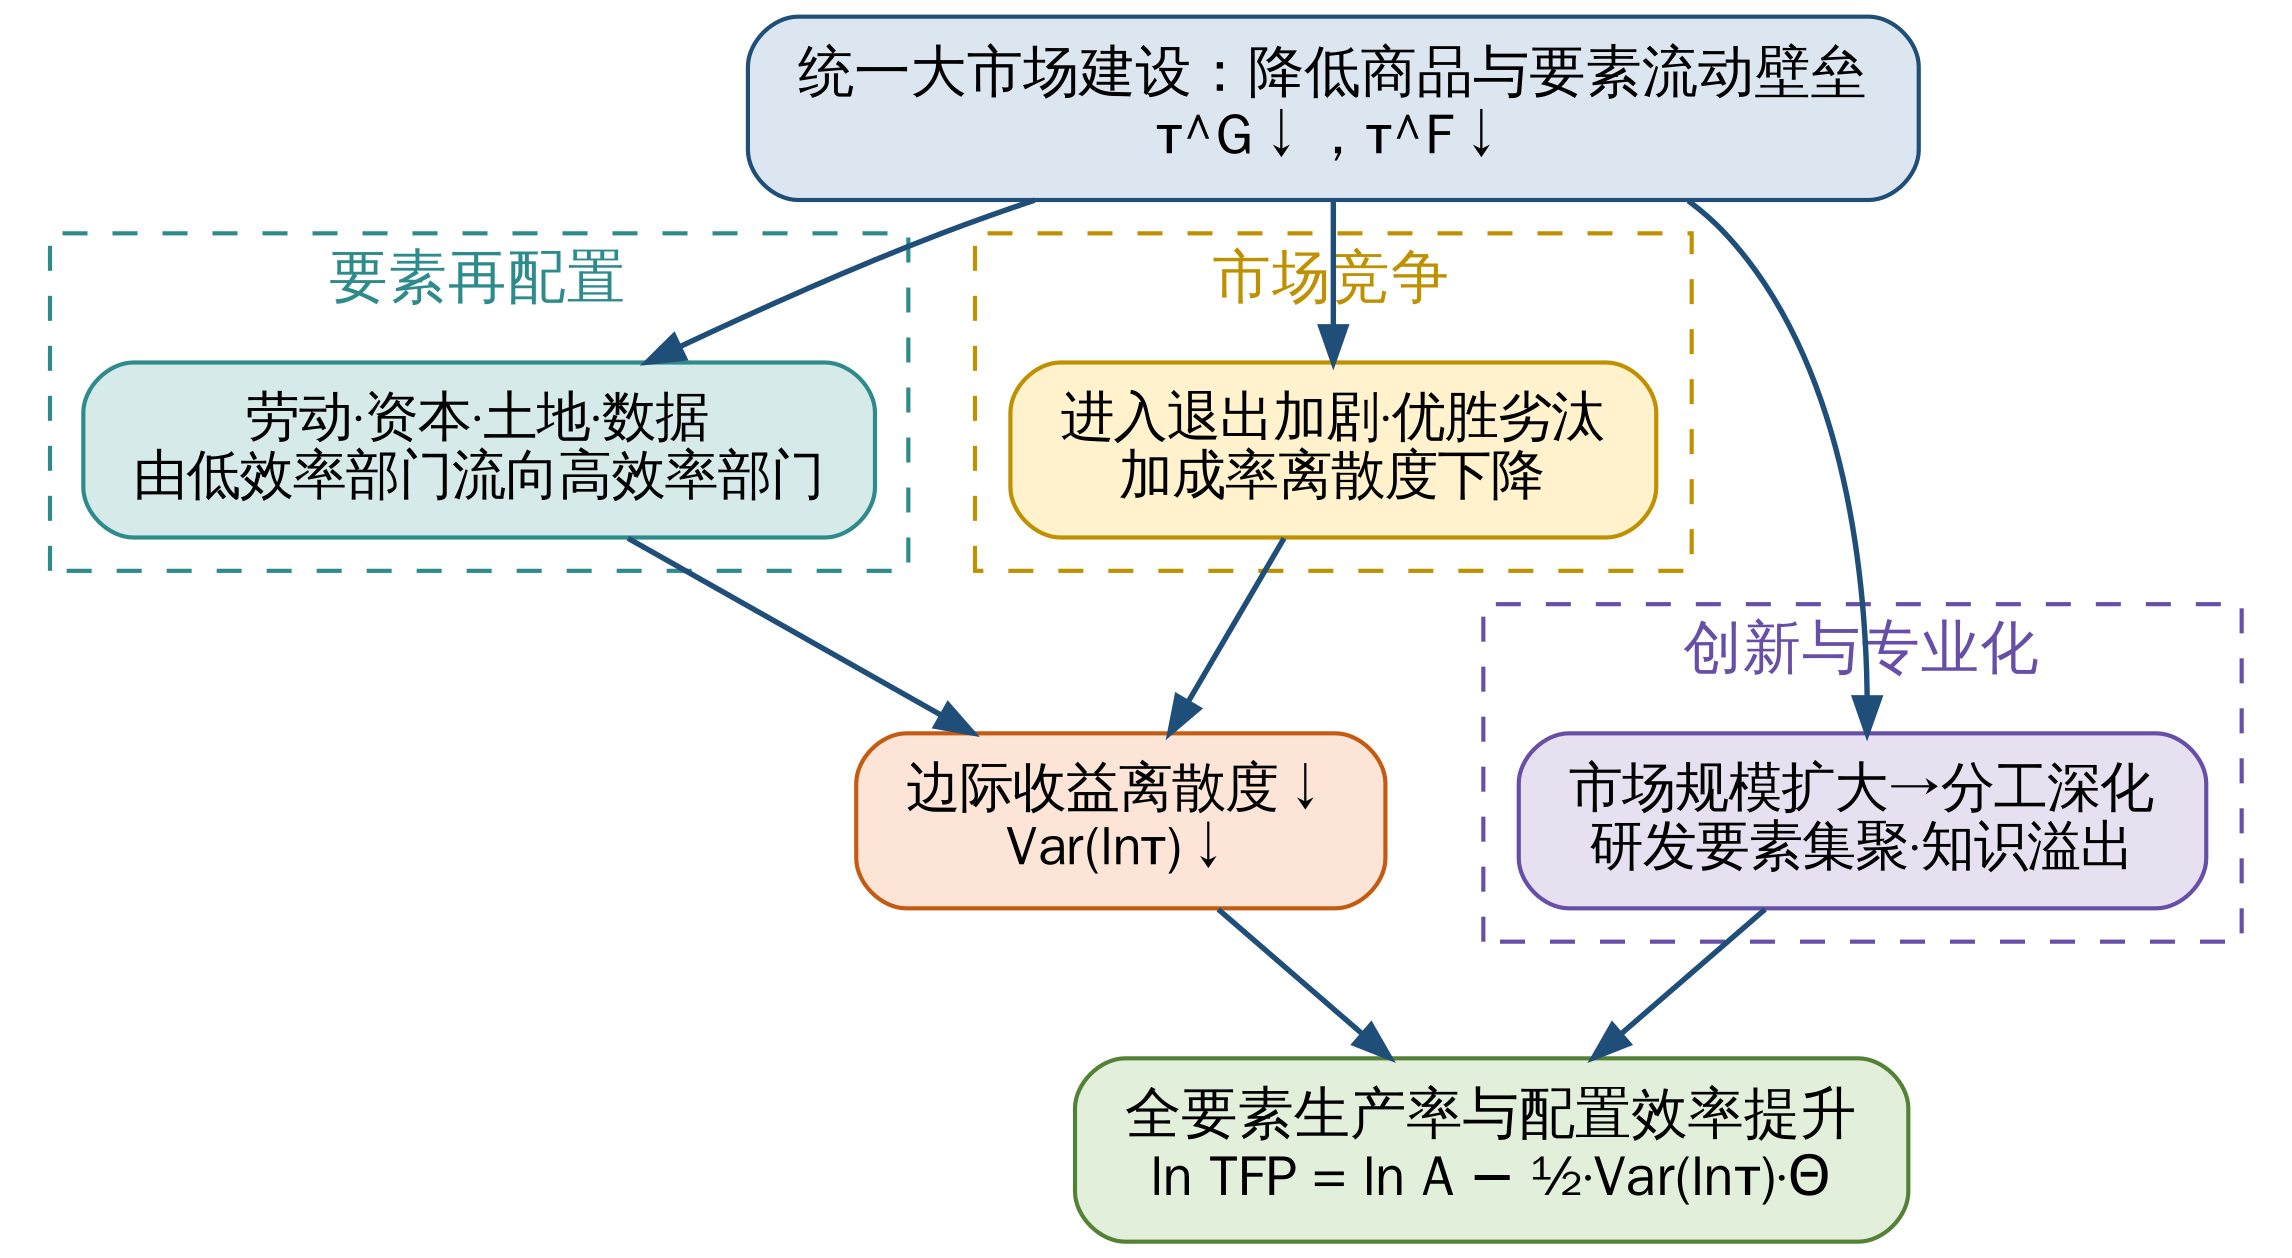 统一大市场建设：降低商品与要素流动壁垒
τ^G↓，τ^F↓
要素再配置
劳动·资本·土地·数据
由低效率部门流向高效率部门
市场竞争
进入退出加剧·优胜劣汰
加成率离散度下降
创新与专业化
边际收益离散度↓
Var(lnτ)↓
市场规模扩大→分工深化
研发要素集聚·知识溢出
全要素生产率与配置效率提升
ln TFP = ln A − ½·Var(lnτ)·Θ